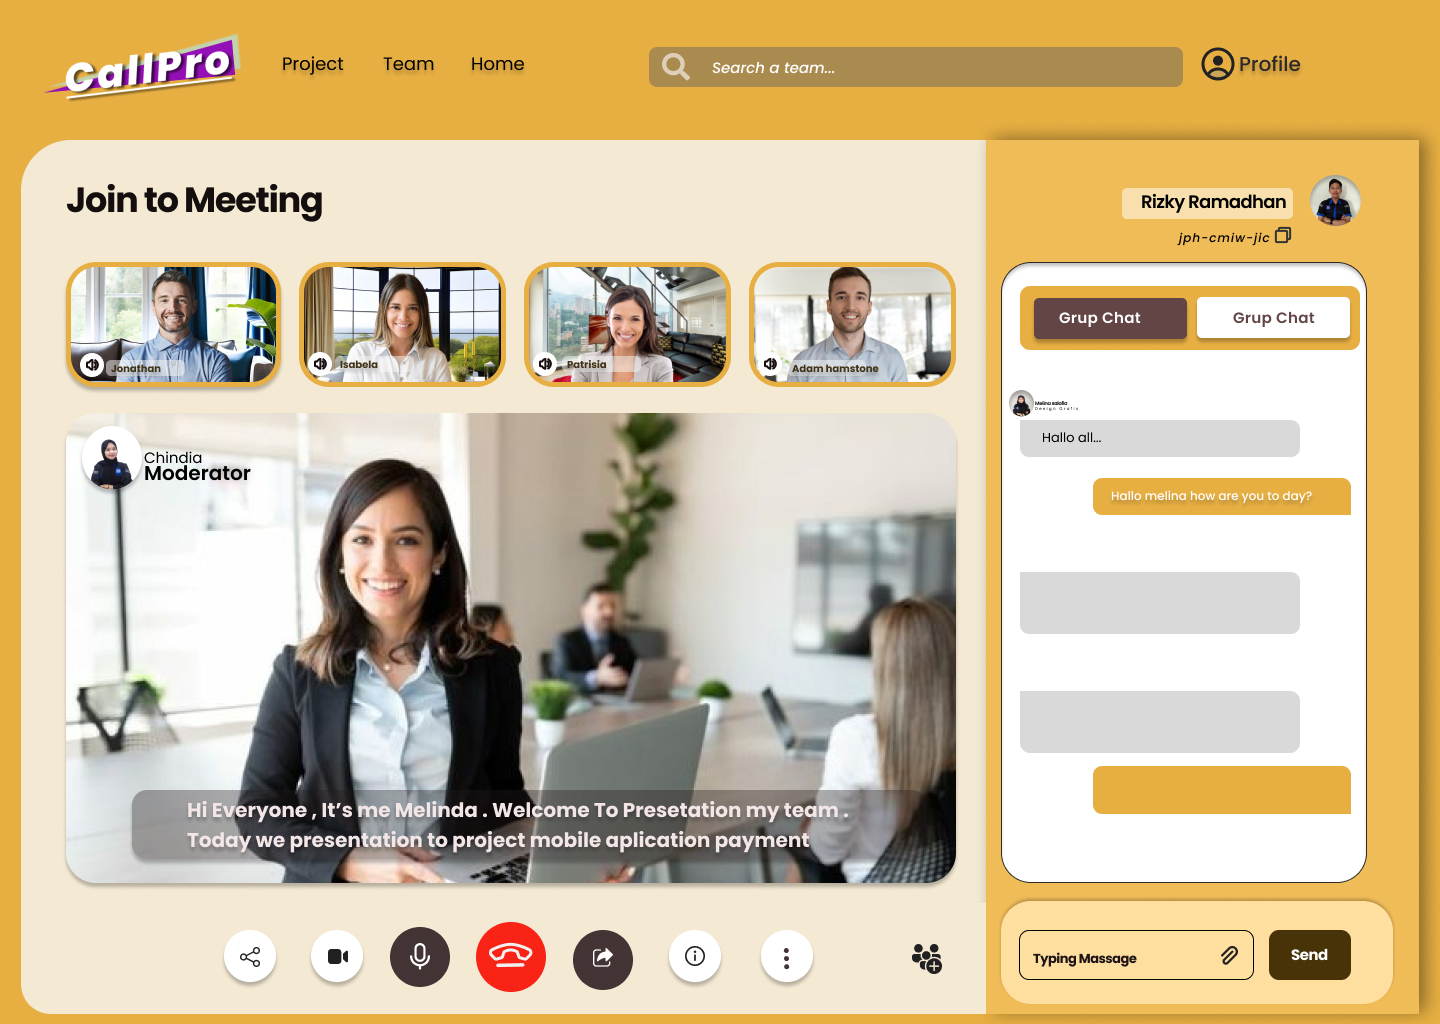 CallPro
Project
Team
Home
Search a team...
Profile
Join to Meeting
Rizky Ramadhan
jph-cmiw-jlc
Jonathan
Isabela
Patrisia
Adam hamstone
Grup Chat
Grup Chat
Melina salofia
Design Grafis
Hallo all...
Hallo melina how are you to day?
Chindia
Moderator
Hi Everyone , It’s me Melinda . Welcome To Presetation my team .
Today we presentation to project mobile aplication payment
Typing Massage
Send